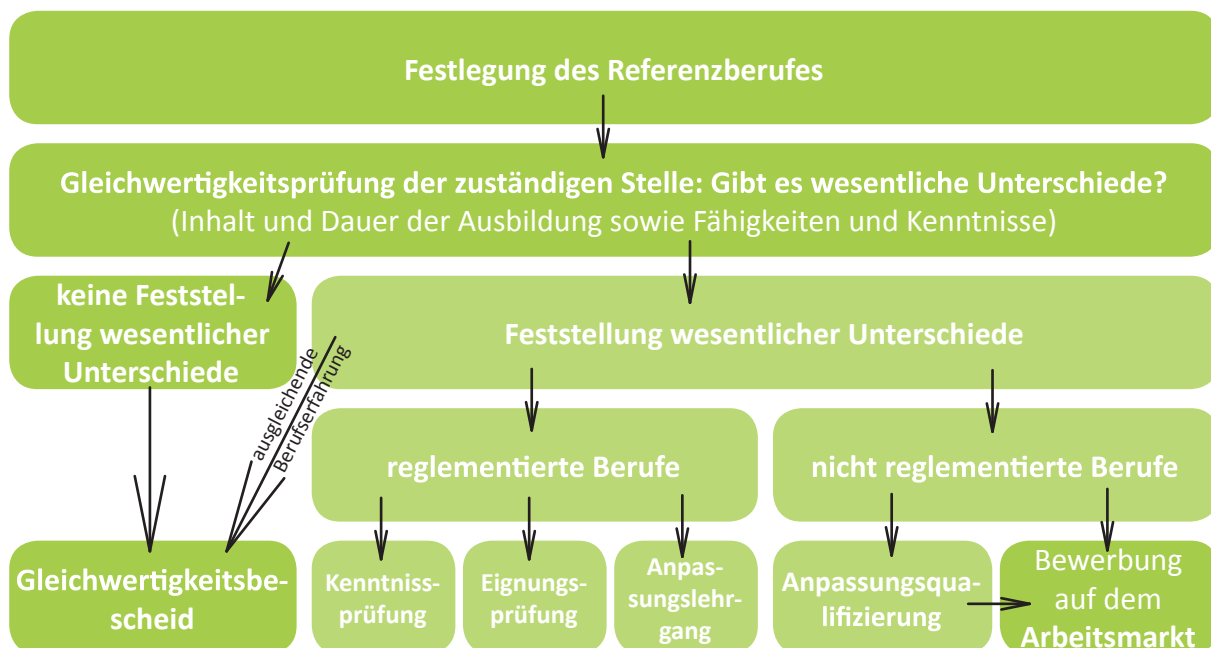 Festlegung des Referenzberufes
Gleichwertigkeitsprüfung der zuständigen Stelle: Gibt es wesentliche Unterschiede?
(Inhalt und Dauer der Ausbildung sowie Fähigkeiten und Kenntnisse)
keine Feststel-
lung wesentlicher
Unterschiede
Feststellung wesentlicher Unterschiede
ausgleichende
Berufserfahrung
reglementierte Berufe
nicht reglementierte Berufe
Gleichwertigkeitsbe-
scheid
Kenntniss-
prüfung
Eignungs-
prüfung
Anpas-
sungslehr-
gang
Anpassungsqua-
lifizierung
Bewerbung
auf dem
Arbeitsmarkt